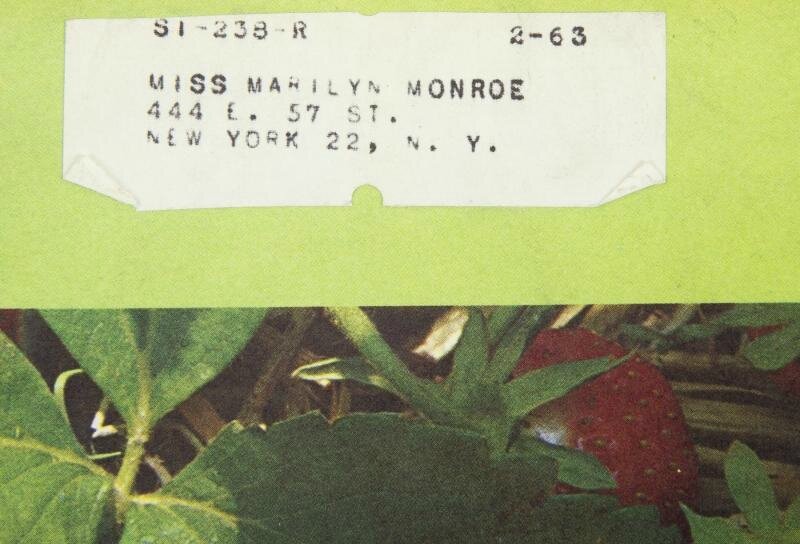 SI-238-R 2-63
MISS MARILYN MONROE
444 E. 57 ST.
NEW YORK 22, N. Y.